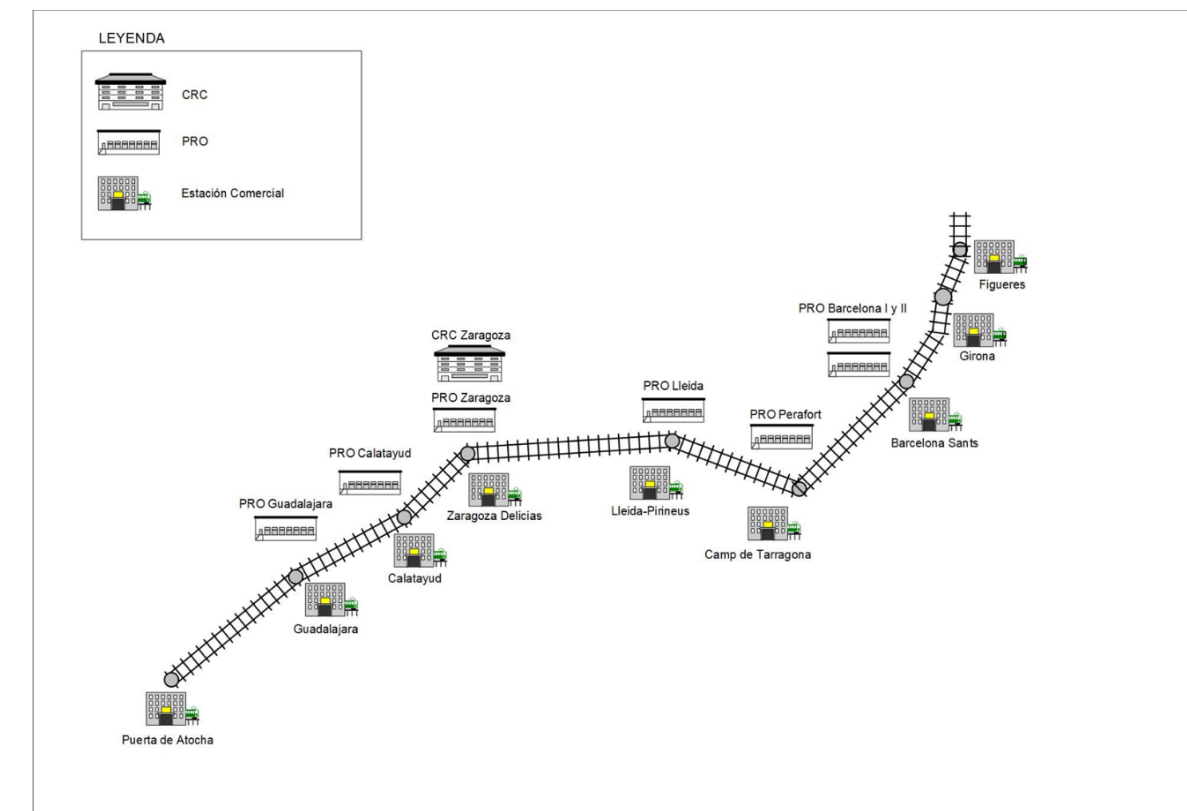 LEYENDA
CRC
PRO
Estación Comercial
Figueres
PRO Barcelona I y II
Girona
CRC Zaragoza
PRO Zaragoza
PRO Lleida
PRO Perafort
Barcelona Sants
PRO Calatayud
PRO Guadalajara
Zaragoza Delicias
Lleida-Pirineus
Camp de Tarragona
Calatayud
Guadalajara
Puerta de Atocha